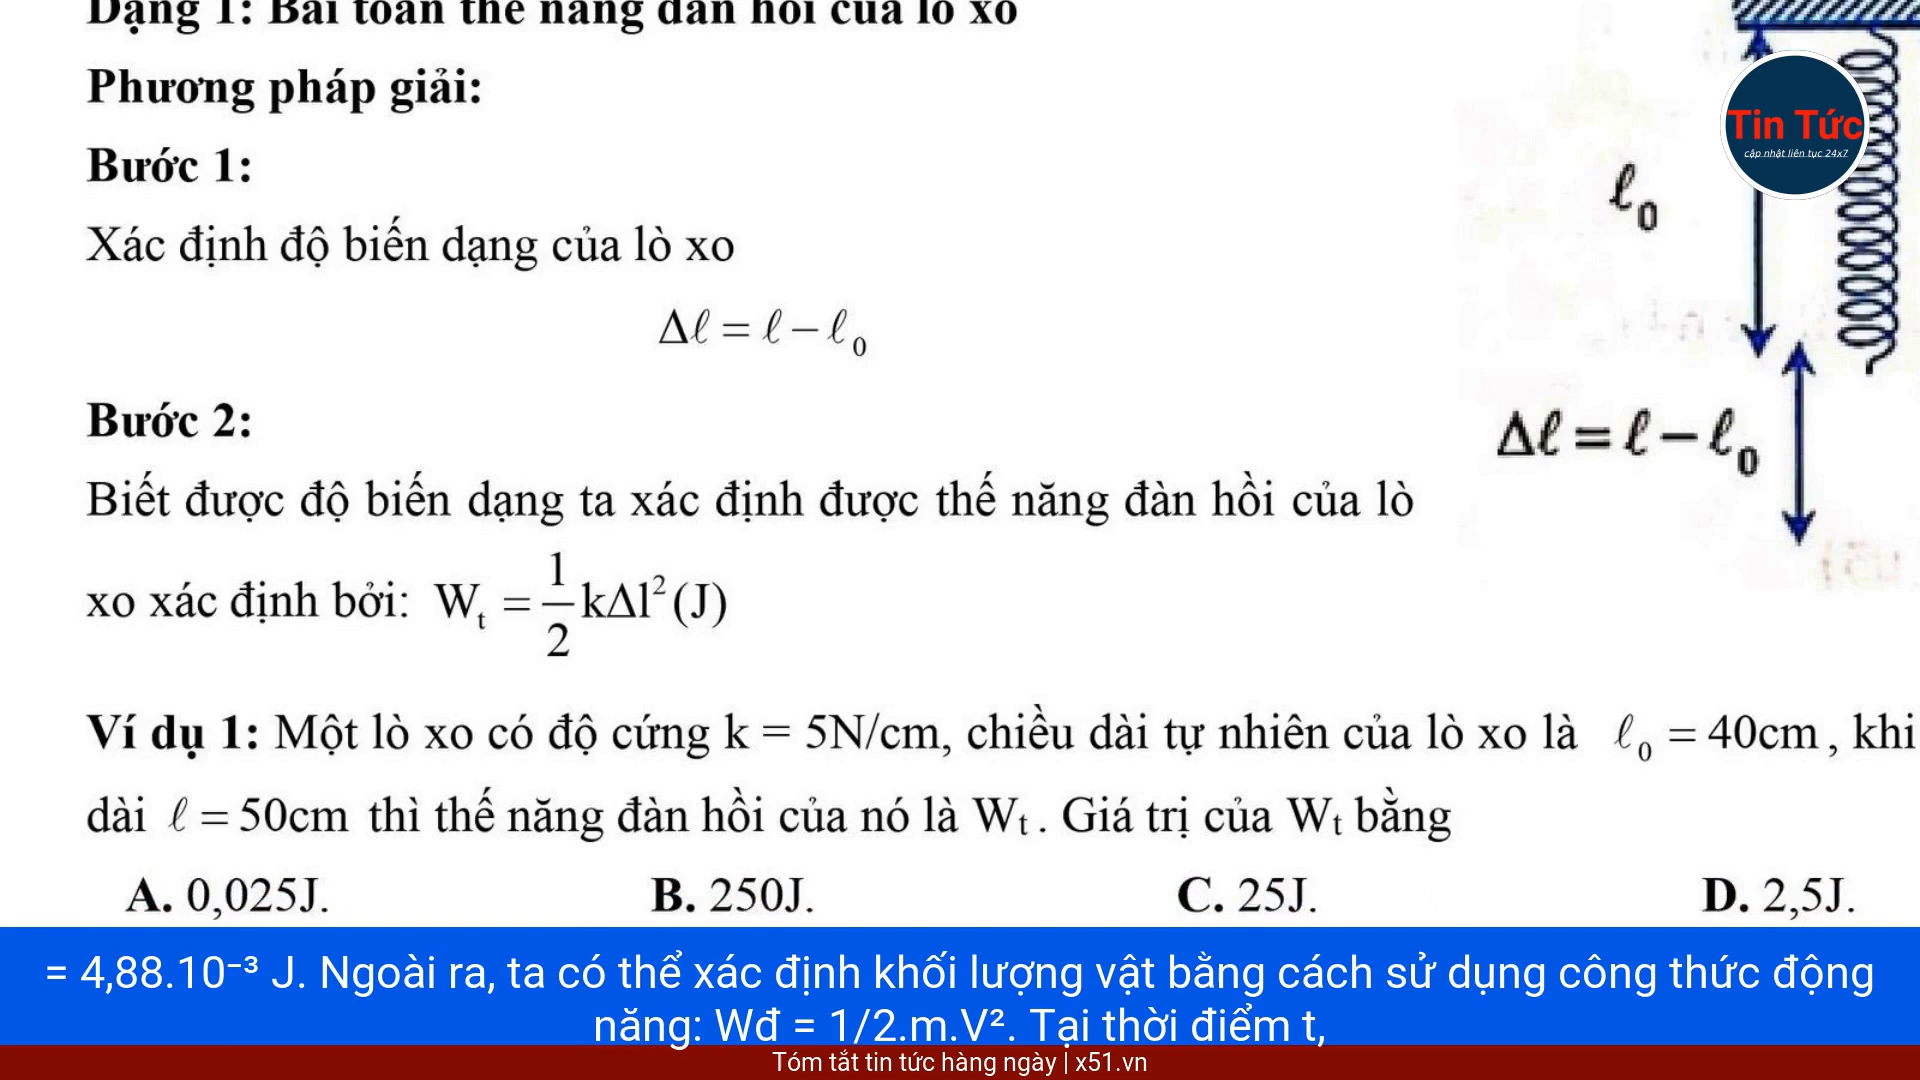 Dạng 1: Bài toán thế năng đàn hồi của lò xo
Phương pháp giải:
Bước 1:
Xác định độ biến dạng của lò xo
Δℓ = ℓ − ℓ₀
Bước 2:
Biết được độ biến dạng ta xác định được thế năng đàn hồi của lò
xo xác định bởi: Wₜ = 1/2 kΔl² (J)
ℓ₀
Δℓ = ℓ − ℓ₀
Tin Tức
cập nhật liên tục 24x7
Ví dụ 1: Một lò xo có độ cứng k = 5N/cm, chiều dài tự nhiên của lò xo là ℓ₀ = 40cm, khi
dài ℓ = 50cm thì thế năng đàn hồi của nó là Wₜ. Giá trị của Wₜ bằng
A. 0,025J. B. 250J. C. 25J. D. 2,5J.
= 4,88.10⁻³ J. Ngoài ra, ta có thể xác định khối lượng vật bằng cách sử dụng công thức động
năng: Wđ = 1/2.m.V². Tại thời điểm t,
Tóm tắt tin tức hàng ngày | x51.vn